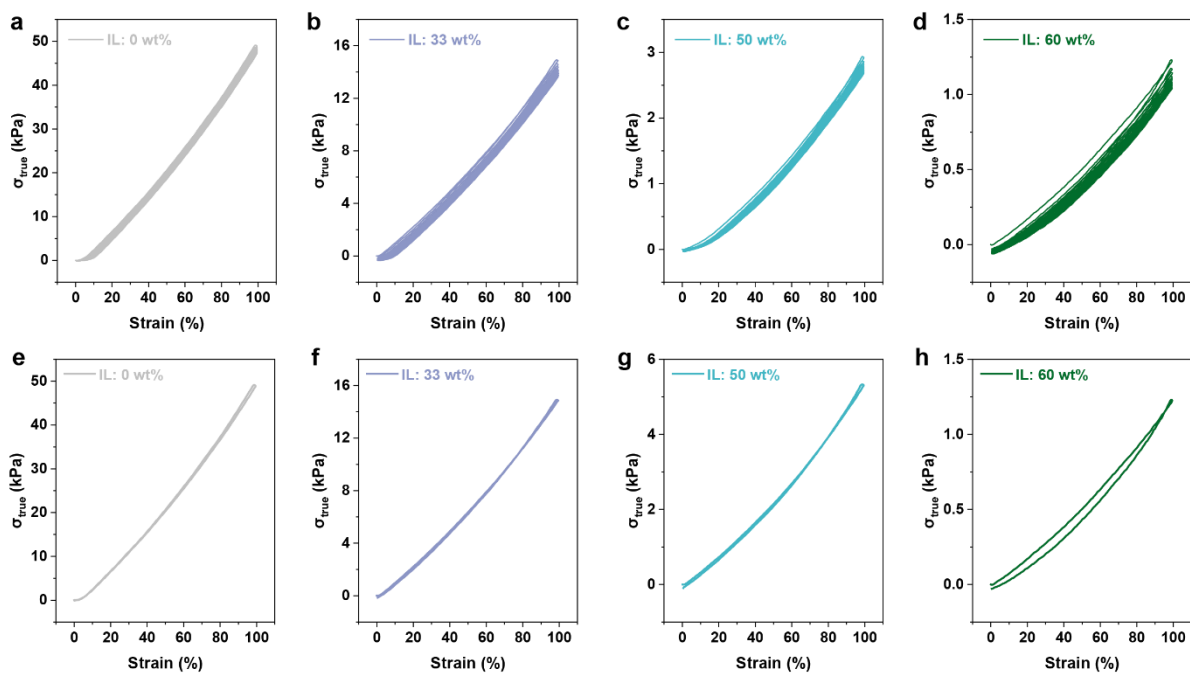 a
IL: 0 wt%
50
40
30
20
10
0
σtrue (kPa)
0 20 40 60 80 100
Strain (%)
b
IL: 33 wt%
16
12
8
4
0
σtrue (kPa)
0 20 40 60 80 100
Strain (%)
c
IL: 50 wt%
3
2
1
0
σtrue (kPa)
0 20 40 60 80 100
Strain (%)
d
IL: 60 wt%
1.5
1.0
0.5
0.0
σtrue (kPa)
0 20 40 60 80 100
Strain (%)
e
IL: 0 wt%
50
40
30
20
10
0
σtrue (kPa)
0 20 40 60 80 100
Strain (%)
f
IL: 33 wt%
16
12
8
4
0
σtrue (kPa)
0 20 40 60 80 100
Strain (%)
g
IL: 50 wt%
6
4
2
0
σtrue (kPa)
0 20 40 60 80 100
Strain (%)
h
IL: 60 wt%
1.5
1.0
0.5
0.0
σtrue (kPa)
0 20 40 60 80 100
Strain (%)